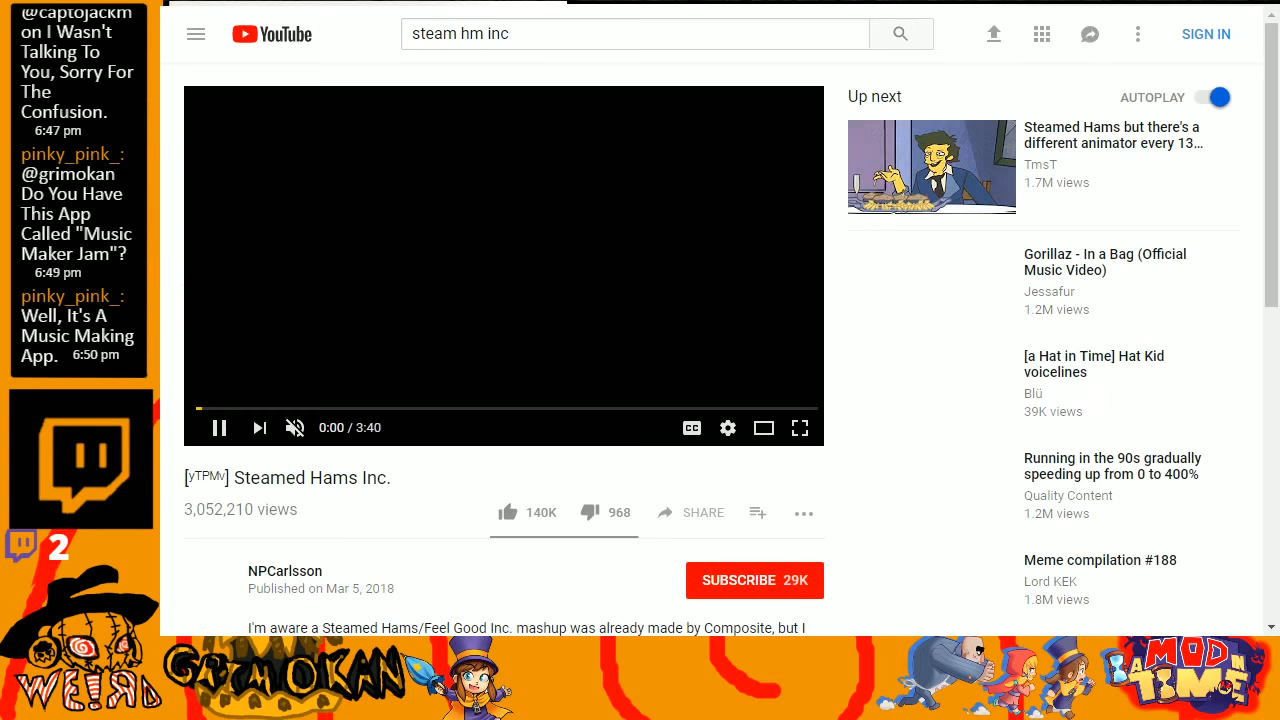 @captojackm
on I Wasn't
Talking To
You, Sorry For
The
Confusion.
6:47 pm
pinky_pink_:
@grimokan
Do You Have
This App
Called "Music
Maker Jam"?
6:49 pm
pinky_pink_:
Well, It's A
Music Making
App. 6:50 pm
2
WE!RD
GRIMOKAN
YouTube
steam hm inc
SIGN IN
CC
0:00 / 3:40
[yTPMv] Steamed Hams Inc.
3,052,210 views
140K
968
SHARE
NPCarlsson
Published on Mar 5, 2018
SUBSCRIBE 29K
I'm aware a Steamed Hams/Feel Good Inc. mashup was already made by Composite, but I
Up next
AUTOPLAY
Steamed Hams but there's a
different animator every 13…
TmsT
1.7M views
Gorillaz - In a Bag (Official
Music Video)
Jessafur
1.2M views
[a Hat in Time] Hat Kid
voicelines
Blü
39K views
Running in the 90s gradually
speeding up from 0 to 400%
Quality Content
1.2M views
Meme compilation #188
Lord KEK
1.8M views
A MOD IN
TIME